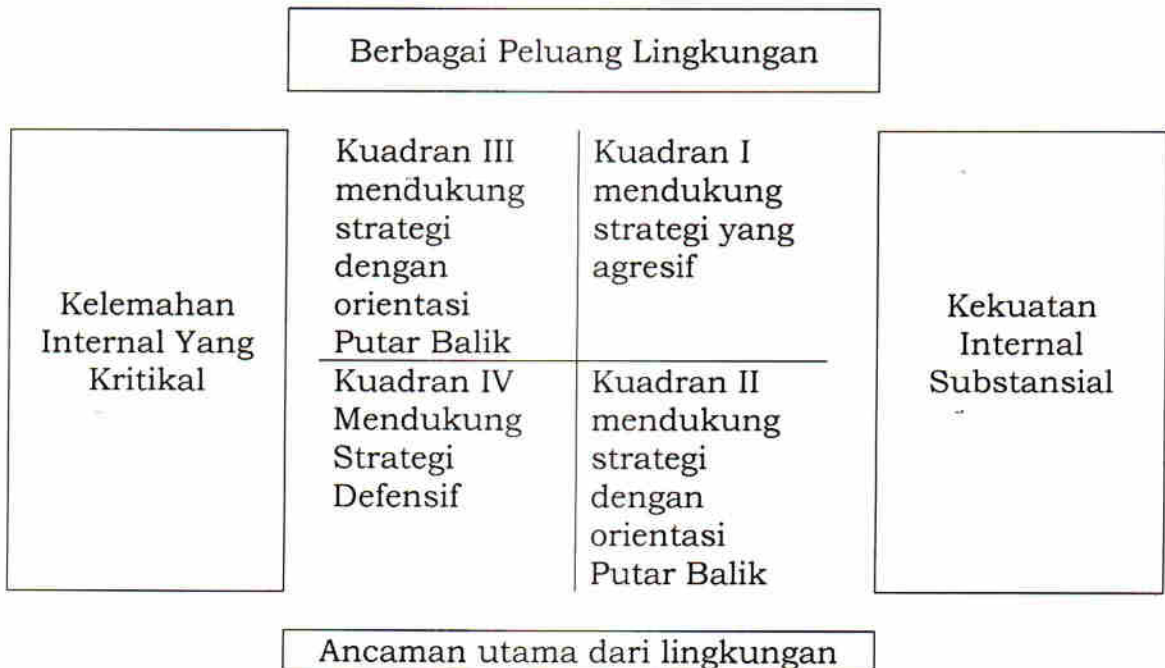 Berbagai Peluang Lingkungan
Kelemahan
Internal Yang
Kritikal
Kuadran III
mendukung
strategi
dengan
orientasi
Putar Balik
Kuadran I
mendukung
strategi yang
agresif
Kuadran IV
Mendukung
Strategi
Defensif
Kuadran II
mendukung
strategi
dengan
orientasi
Putar Balik
Kekuatan
Internal
Substansial
Ancaman utama dari lingkungan